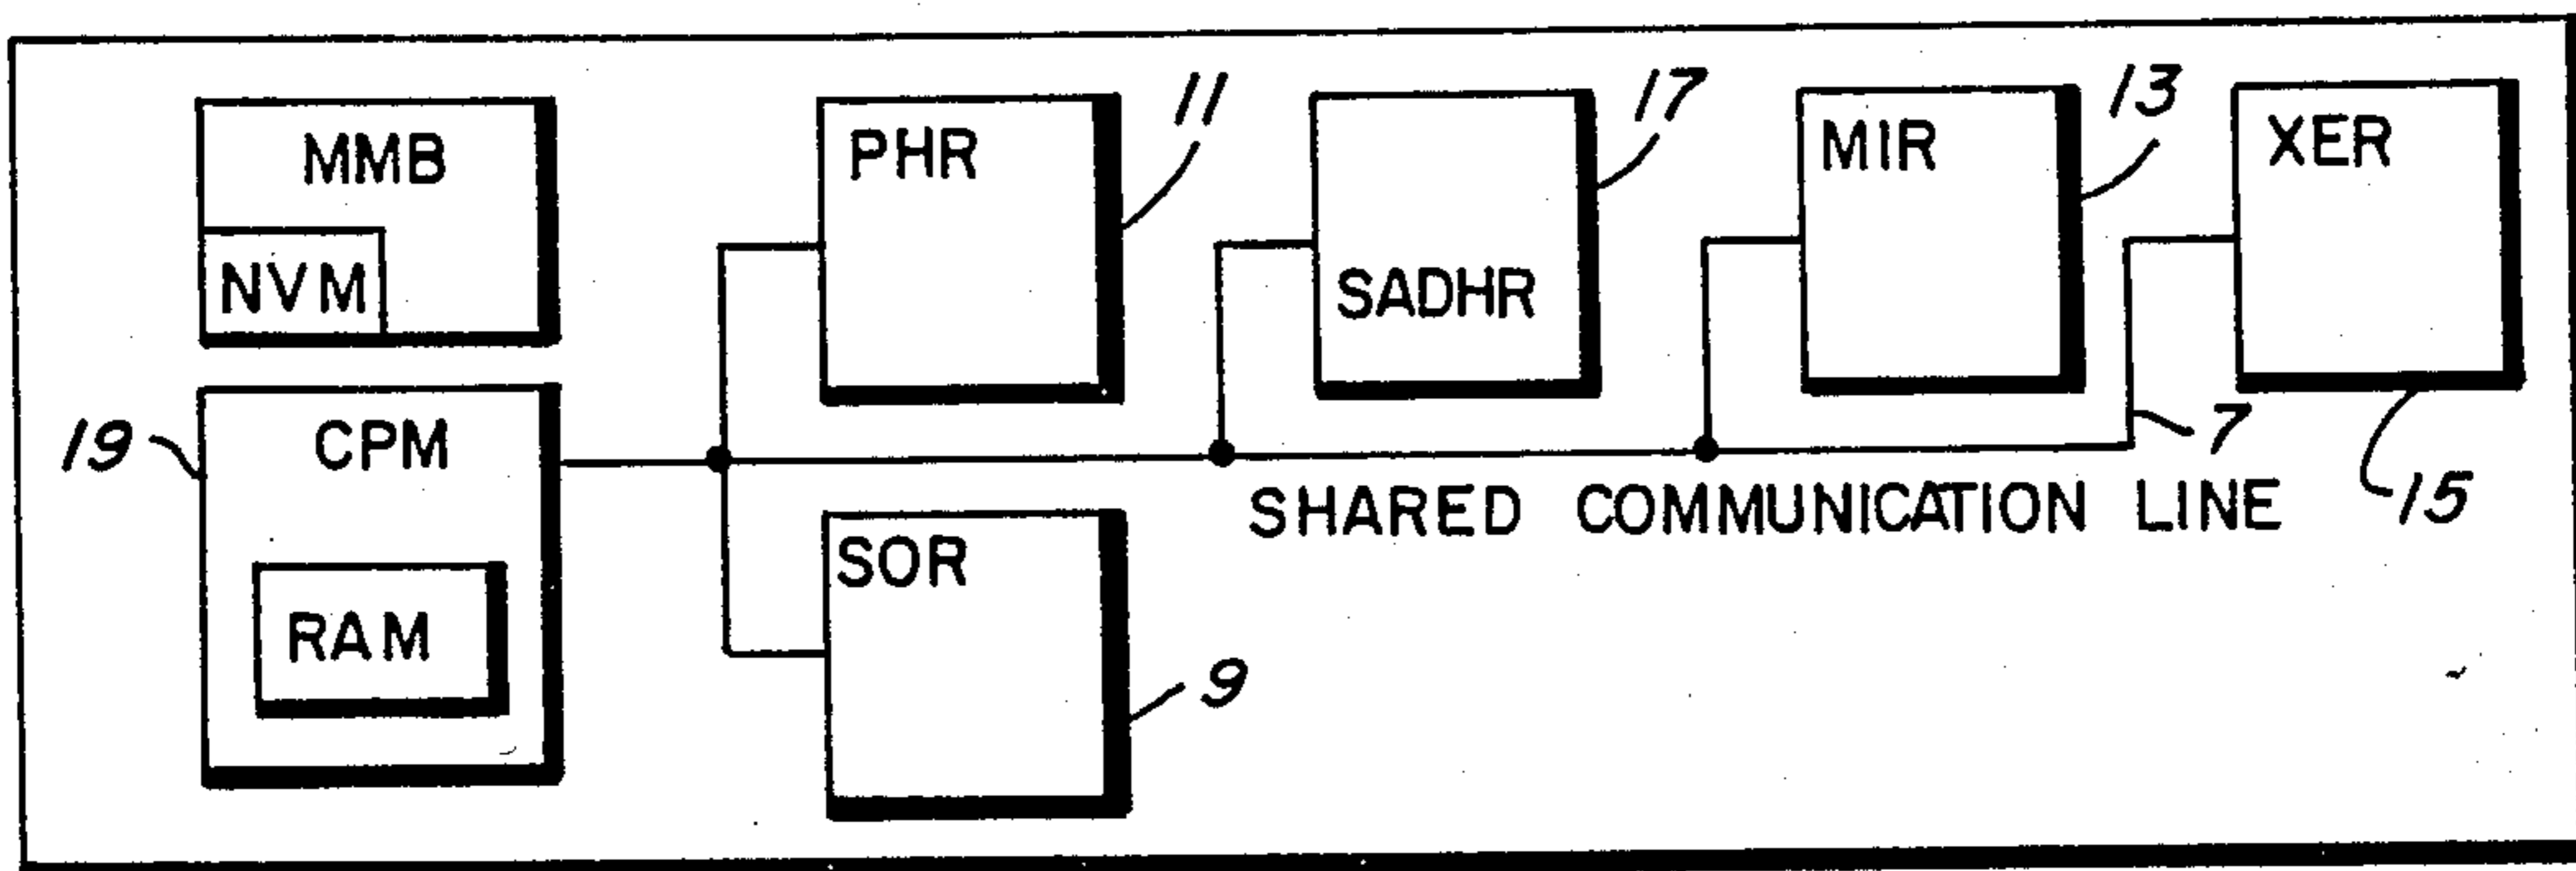 MMB
NVM
PHR
11
SADHR
17
MIR
13
XER
15
19
CPM
RAM
SOR
9
7
SHARED COMMUNICATION LINE